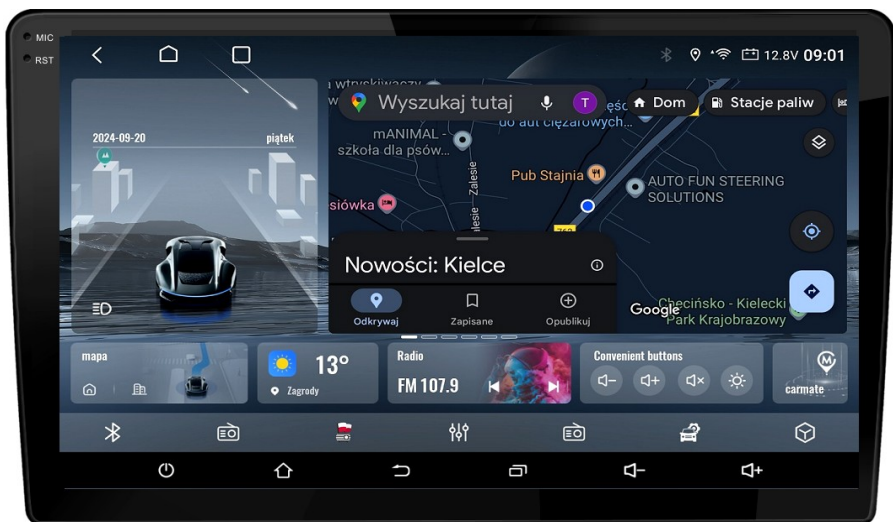 MIC
RST
12.8V 09:01
2024-09-20
piątek
Wyszukaj tutaj
T
Dom
Stacje paliw
do aut ciężarowych...
mANIMAL -
szkoła dla psów...
Zalesie
Pub Stajnia
AUTO FUN STEERING
SOLUTIONS
siówka
762
Nowości: Kielce
Odkrywaj
Zapisane
Opublikuj
Google
Chęcińsko - Kielecki
Park Krajobrazowy
mapa
13°
Zagrody
Radio
FM 107.9
Convenient buttons
carmate